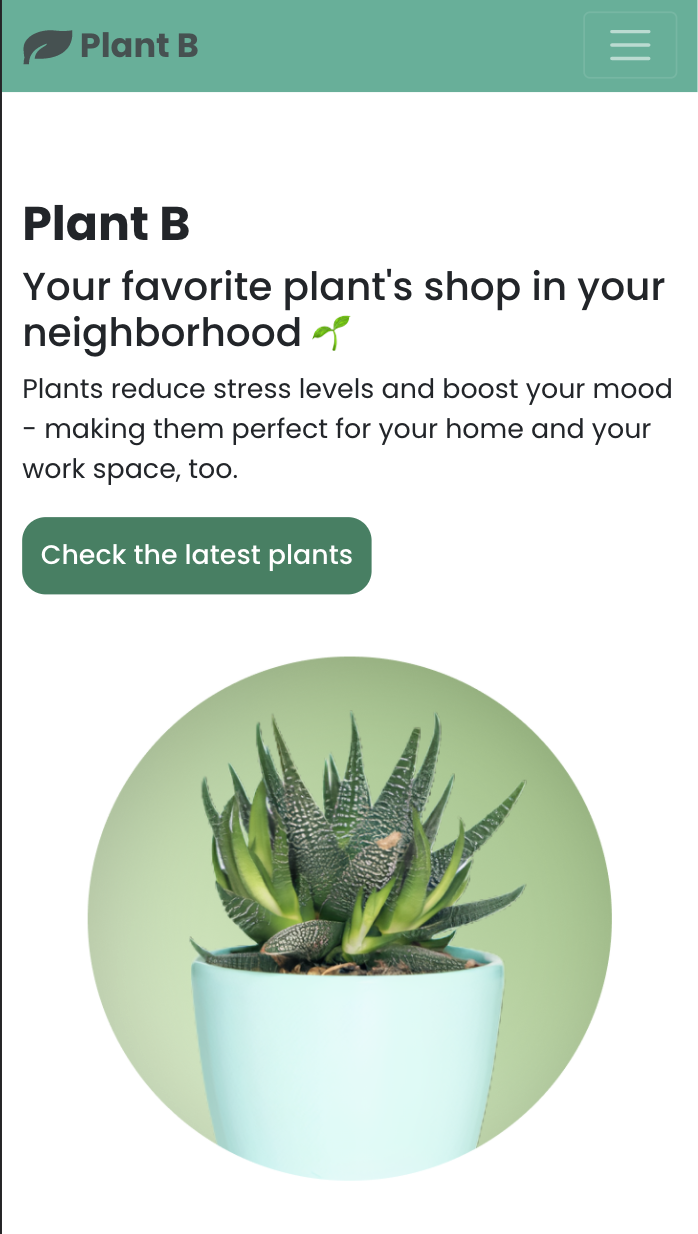 Plant B
Plant B
Your favorite plant's shop in your
neighborhood 🌱
Plants reduce stress levels and boost your mood
- making them perfect for your home and your
work space, too.
Check the latest plants